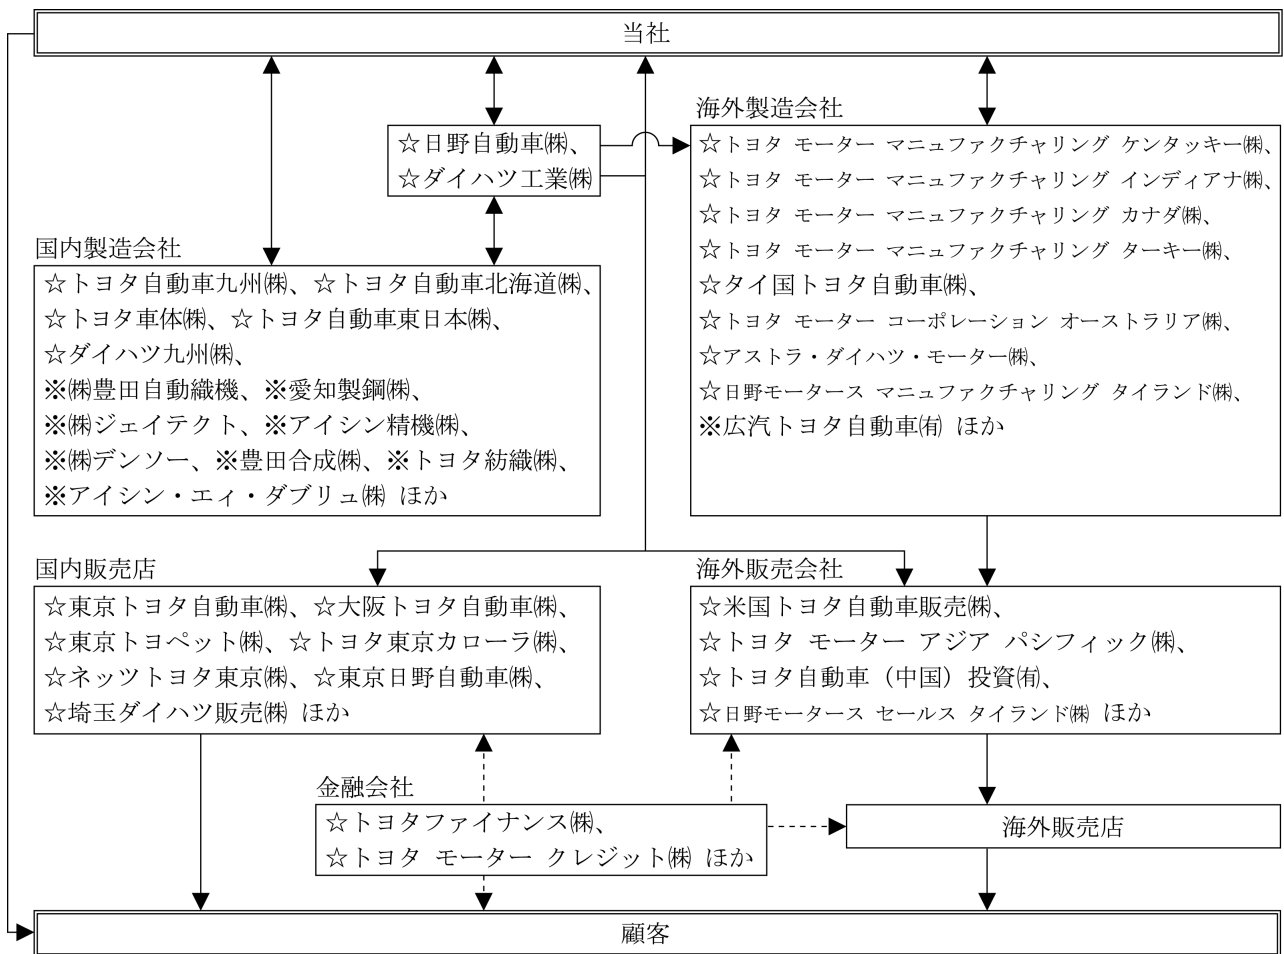 当社
☆日野自動車㈱、
☆ダイハツ工業㈱
海外製造会社
☆トヨタ モーター マニュファクチャリング ケンタッキー㈱、
☆トヨタ モーター マニュファクチャリング インディアナ㈱、
☆トヨタ モーター マニュファクチャリング カナダ㈱、
☆トヨタ モーター マニュファクチャリング ターキー㈱、
☆タイ国トヨタ自動車㈱、
☆トヨタ モーター コーポレーション オーストラリア㈱、
☆アストラ・ダイハツ・モーター㈱、
☆日野モータース マニュファクチャリング タイランド㈱、
※広汽トヨタ自動車㈲ ほか
国内製造会社
☆トヨタ自動車九州㈱、☆トヨタ自動車北海道㈱、
☆トヨタ車体㈱、☆トヨタ自動車東日本㈱、
☆ダイハツ九州㈱、
※㈱豊田自動織機、※愛知製鋼㈱、
※㈱ジェイテクト、※アイシン精機㈱、
※㈱デンソー、※豊田合成㈱、※トヨタ紡織㈱、
※アイシン・エィ・ダブリュ㈱ ほか
国内販売店
☆東京トヨタ自動車㈱、☆大阪トヨタ自動車㈱、
☆東京トヨペット㈱、☆トヨタ東京カローラ㈱、
☆ネッツトヨタ東京㈱、☆東京日野自動車㈱、
☆埼玉ダイハツ販売㈱ ほか
海外販売会社
☆米国トヨタ自動車販売㈱、
☆トヨタ モーター アジア パシフィック㈱、
☆トヨタ自動車（中国）投資㈲、
☆日野モータース セールス タイランド㈱ ほか
金融会社
☆トヨタファイナンス㈱、
☆トヨタ モーター クレジット㈱ ほか
海外販売店
顧客